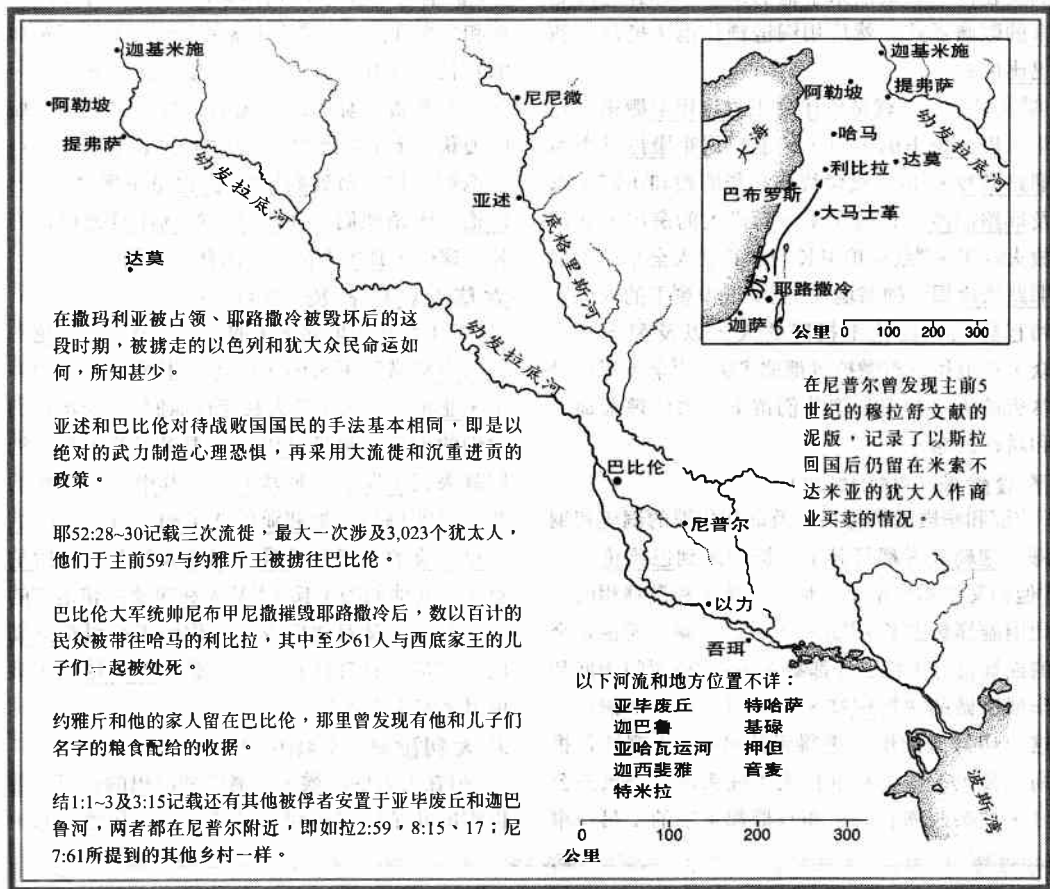 迦基米施
阿勒坡
提弗萨
幼发拉底河
达莫
尼尼微
亚述
底格里斯河
幼发拉底河
迦基米施
提弗萨
阿勒坡
幼发拉底河
大海
哈马
达莫
利比拉
巴布罗斯
大马士革
犹大
耶路撒冷
迦萨
公里 0 100 200
在撒玛利亚被占领、耶路撒冷被毁坏后的这
段时期，被掳走的以色列和犹大众民命运如
何，所知甚少。
亚述和巴比伦对待战败国国民的手法基本相同，即是以
绝对的武力制造心理恐惧，再采用大流徙和沉重进贡的
政策。
耶52:28~30记载三次流徙，最大一次涉及3,023个犹太人，
他们于主前597与约雅斤王被掳往巴比伦。
巴比伦大军统帅尼布甲尼撒摧毁耶路撒冷后，数以百计的
民众被带往哈马的利比拉，其中至少61人与西底家王的儿
子们一起被处死。
约雅斤和他的家人留在巴比伦，那里曾发现有他和儿子们
名字的粮食配给的收据。
结1:1~3及3:15记载还有其他被俘者安置于亚毕废丘和迦巴
鲁河，两者都在尼普尔附近，即如拉2:59，8:15、17；尼
7:61所提到的其他乡村一样。
在尼普尔曾发现主前5
世纪的穆拉舒文献的
泥版，记录了以斯拉
回国后仍留在米索不
达米亚的犹大人作商
业买卖的情况。
巴比伦
尼普尔
以力
吾珥
以下河流和地方位置不详：
亚毕废丘 特哈萨
迦巴鲁 基碌
亚哈瓦运河 押但
迦西斐雅 音麦
特米拉
波斯湾
0 100 200 300
公里